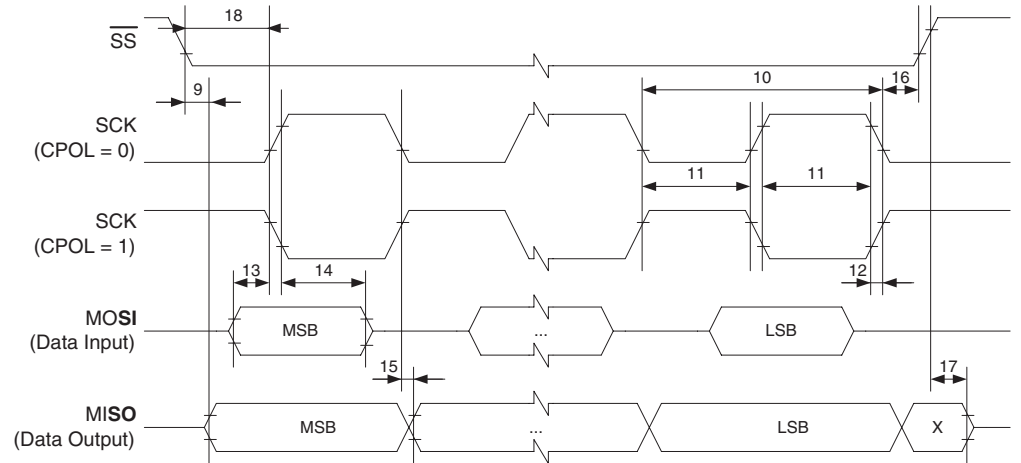 18
SS
9
10
16
SCK
(CPOL = 0)
11
11
SCK
(CPOL = 1)
13
14
12
MOSI
(Data Input)
MSB
...
LSB
15
17
MISO
(Data Output)
MSB
...
LSB
X